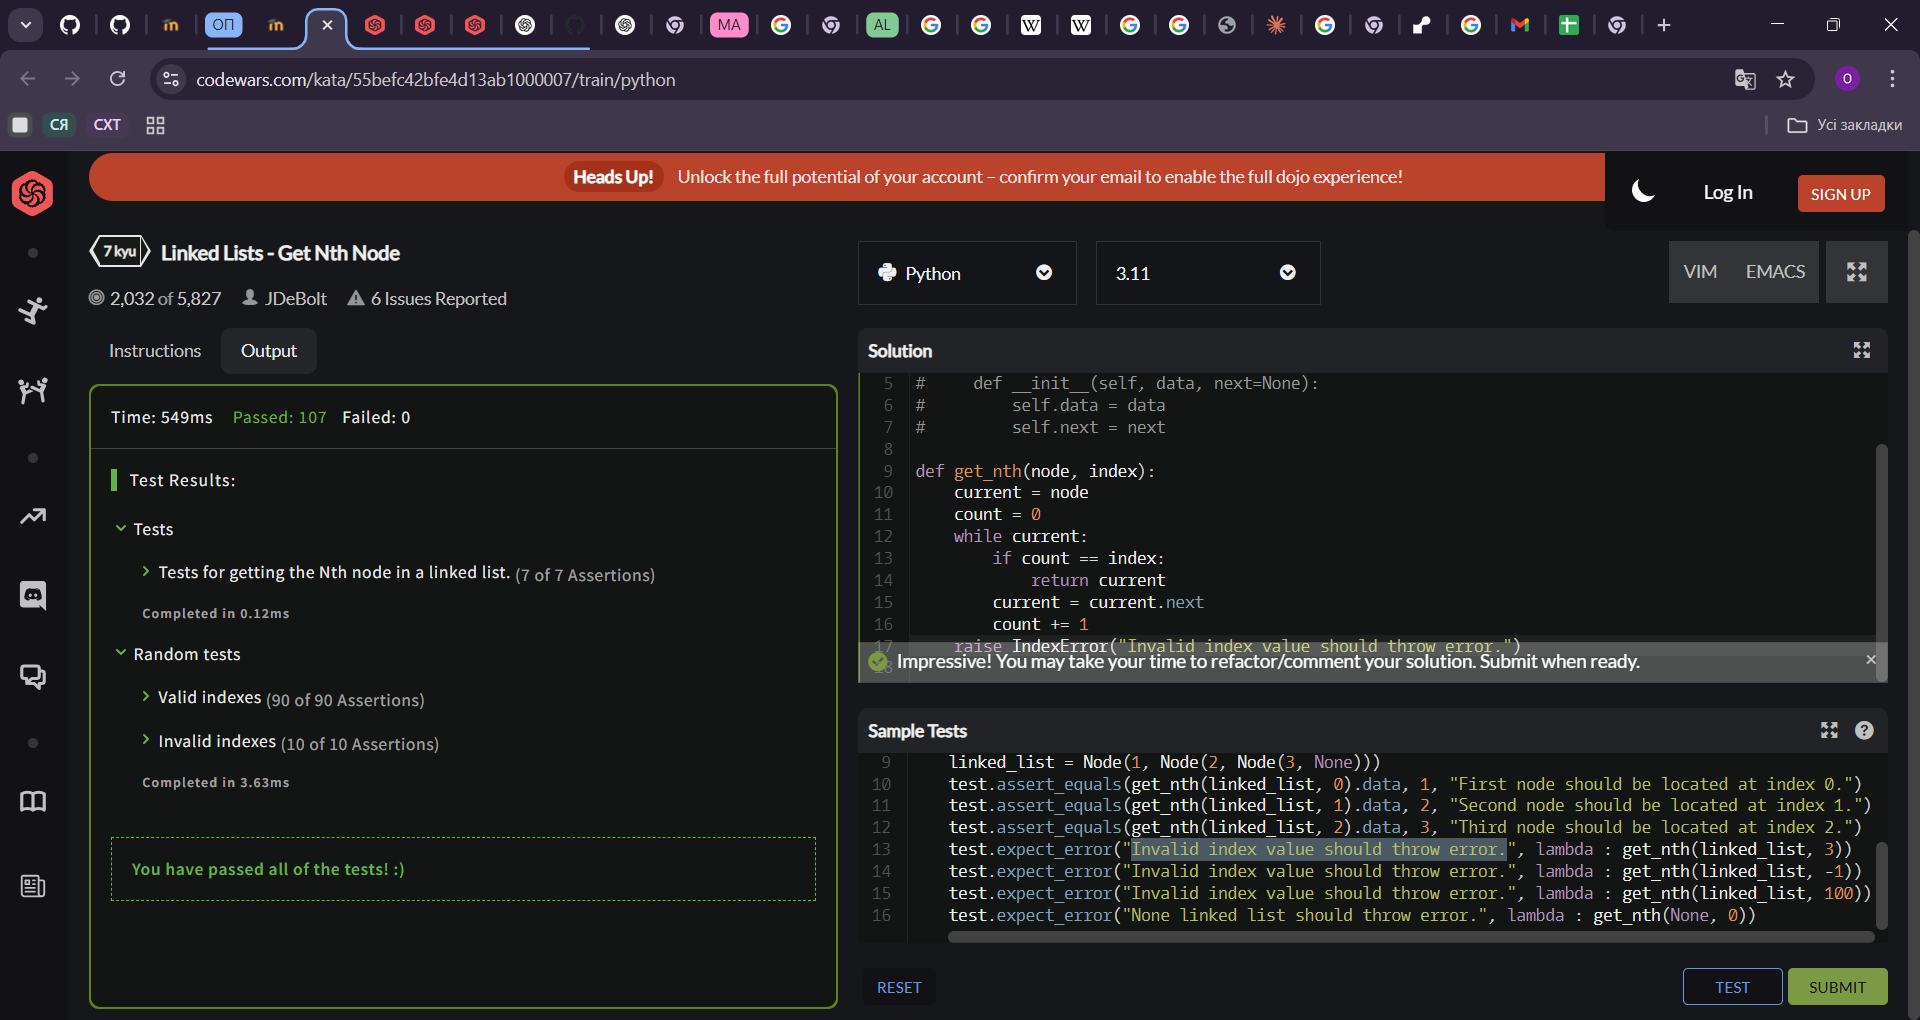 ОП
MA
AL
W
W
codewars.com/kata/55befc42bfe4d13ab1000007/train/python
O
СЯ
СХТ
Усі закладки
Heads Up! Unlock the full potential of your account – confirm your email to enable the full dojo experience!
Log In
SIGN UP
7 kyu
Linked Lists - Get Nth Node
2,032 of 5,827 JDeBolt 6 Issues Reported
Python
3.11
VIM EMACS
Instructions
Output
Time: 549ms Passed: 107 Failed: 0
Test Results:
Tests
Tests for getting the Nth node in a linked list. (7 of 7 Assertions)
Completed in 0.12ms
Random tests
Valid indexes (90 of 90 Assertions)
Invalid indexes (10 of 10 Assertions)
Completed in 3.63ms
You have passed all of the tests! :)
Solution
5 # def __init__(self, data, next=None):
6 # self.data = data
7 # self.next = next
8
9 def get_nth(node, index):
10 current = node
11 count = 0
12 while current:
13 if count == index:
14 return current
15 current = current.next
16 count += 1
17 raise IndexError("Invalid index value should throw error.")
18
Impressive! You may take your time to refactor/comment your solution. Submit when ready.
Sample Tests
9 linked_list = Node(1, Node(2, Node(3, None)))
10 test.assert_equals(get_nth(linked_list, 0).data, 1, "First node should be located at index 0.")
11 test.assert_equals(get_nth(linked_list, 1).data, 2, "Second node should be located at index 1.")
12 test.assert_equals(get_nth(linked_list, 2).data, 3, "Third node should be located at index 2.")
13 test.expect_error("Invalid index value should throw error.", lambda : get_nth(linked_list, 3))
14 test.expect_error("Invalid index value should throw error.", lambda : get_nth(linked_list, -1))
15 test.expect_error("Invalid index value should throw error.", lambda : get_nth(linked_list, 100))
16 test.expect_error("None linked list should throw error.", lambda : get_nth(None, 0))
RESET
TEST
SUBMIT